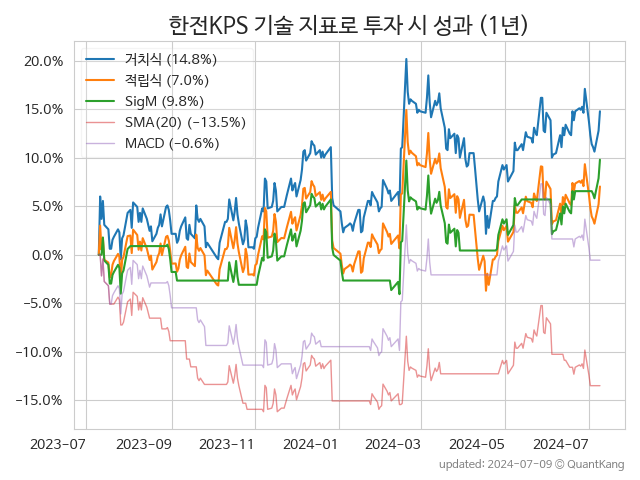 한전KPS 기술 지표로 투자 시 성과 (1년)
거치식 (14.8%)
적립식 (7.0%)
SigM (9.8%)
SMA(20) (−13.5%)
MACD (−0.6%)
20.0%
15.0%
10.0%
5.0%
0.0%
−5.0%
−10.0%
−15.0%
2023-07 2023-09 2023-11 2024-01 2024-03 2024-05 2024-07
updated: 2024-07-09 © QuantKang